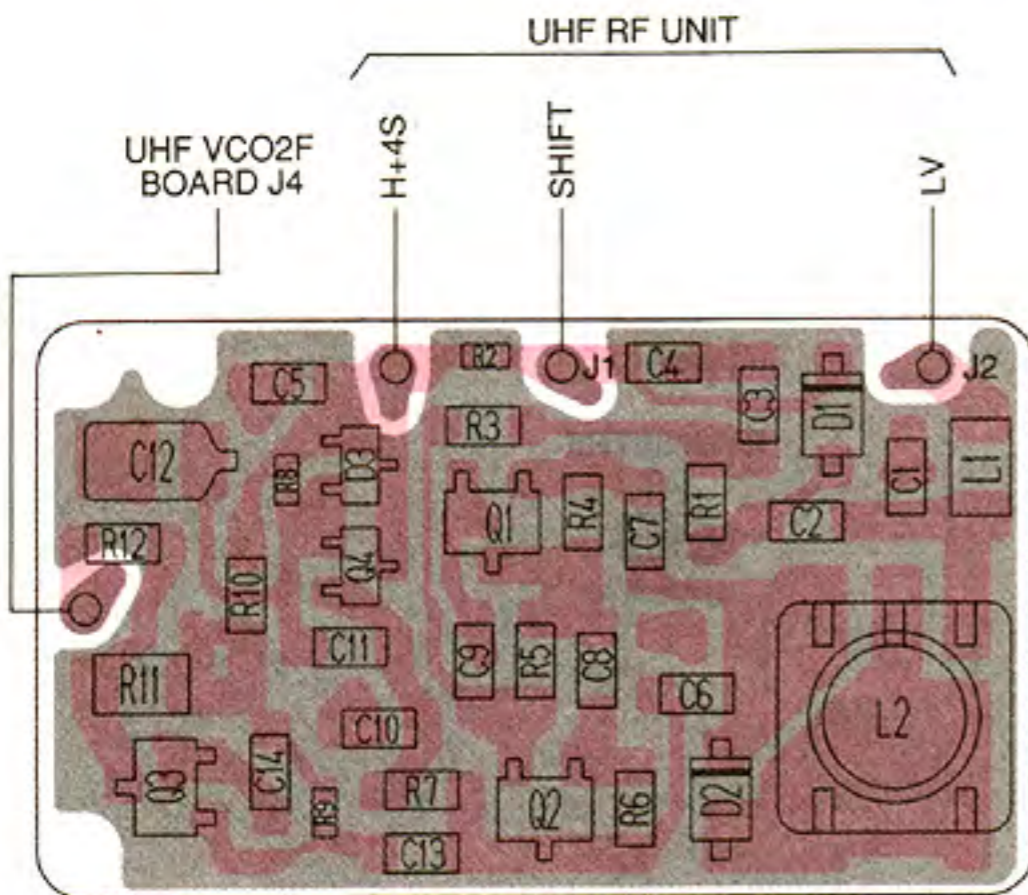 UHF RF UNIT
UHF VCO2F
BOARD J4
H+4S
SHIFT
LV
R2
J1
C4
J2
C5
C3
D1
R3
C12
R8
D3
C1
L1
Q1
R4
C7
R1
C2
R12
Q4
R10
C11
C9
R5
C8
R11
C6
L2
C10
Q3
C14
R9
R7
Q2
R6
D2
C13